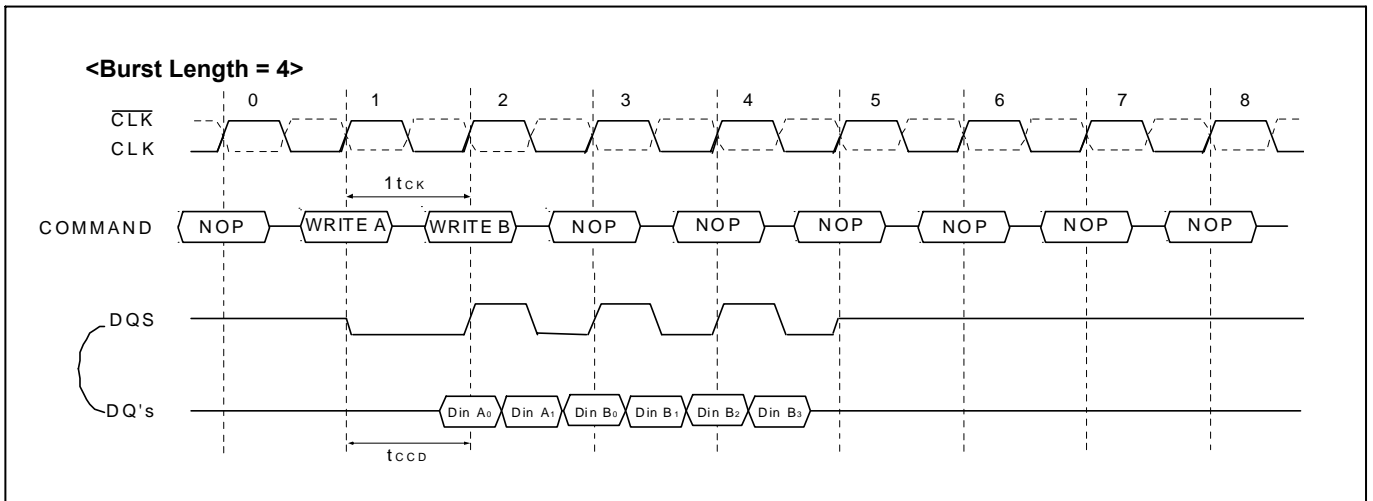 <Burst Length = 4>
0 1 2 3 4 5 6 7 8
CLK
CLK
1tCK
COMMAND NOP WRITE A WRITE B NOP NOP NOP NOP NOP NOP
DQS
DQ's Din A0 Din A1 Din B0 Din B1 Din B2 Din B3
tCCD